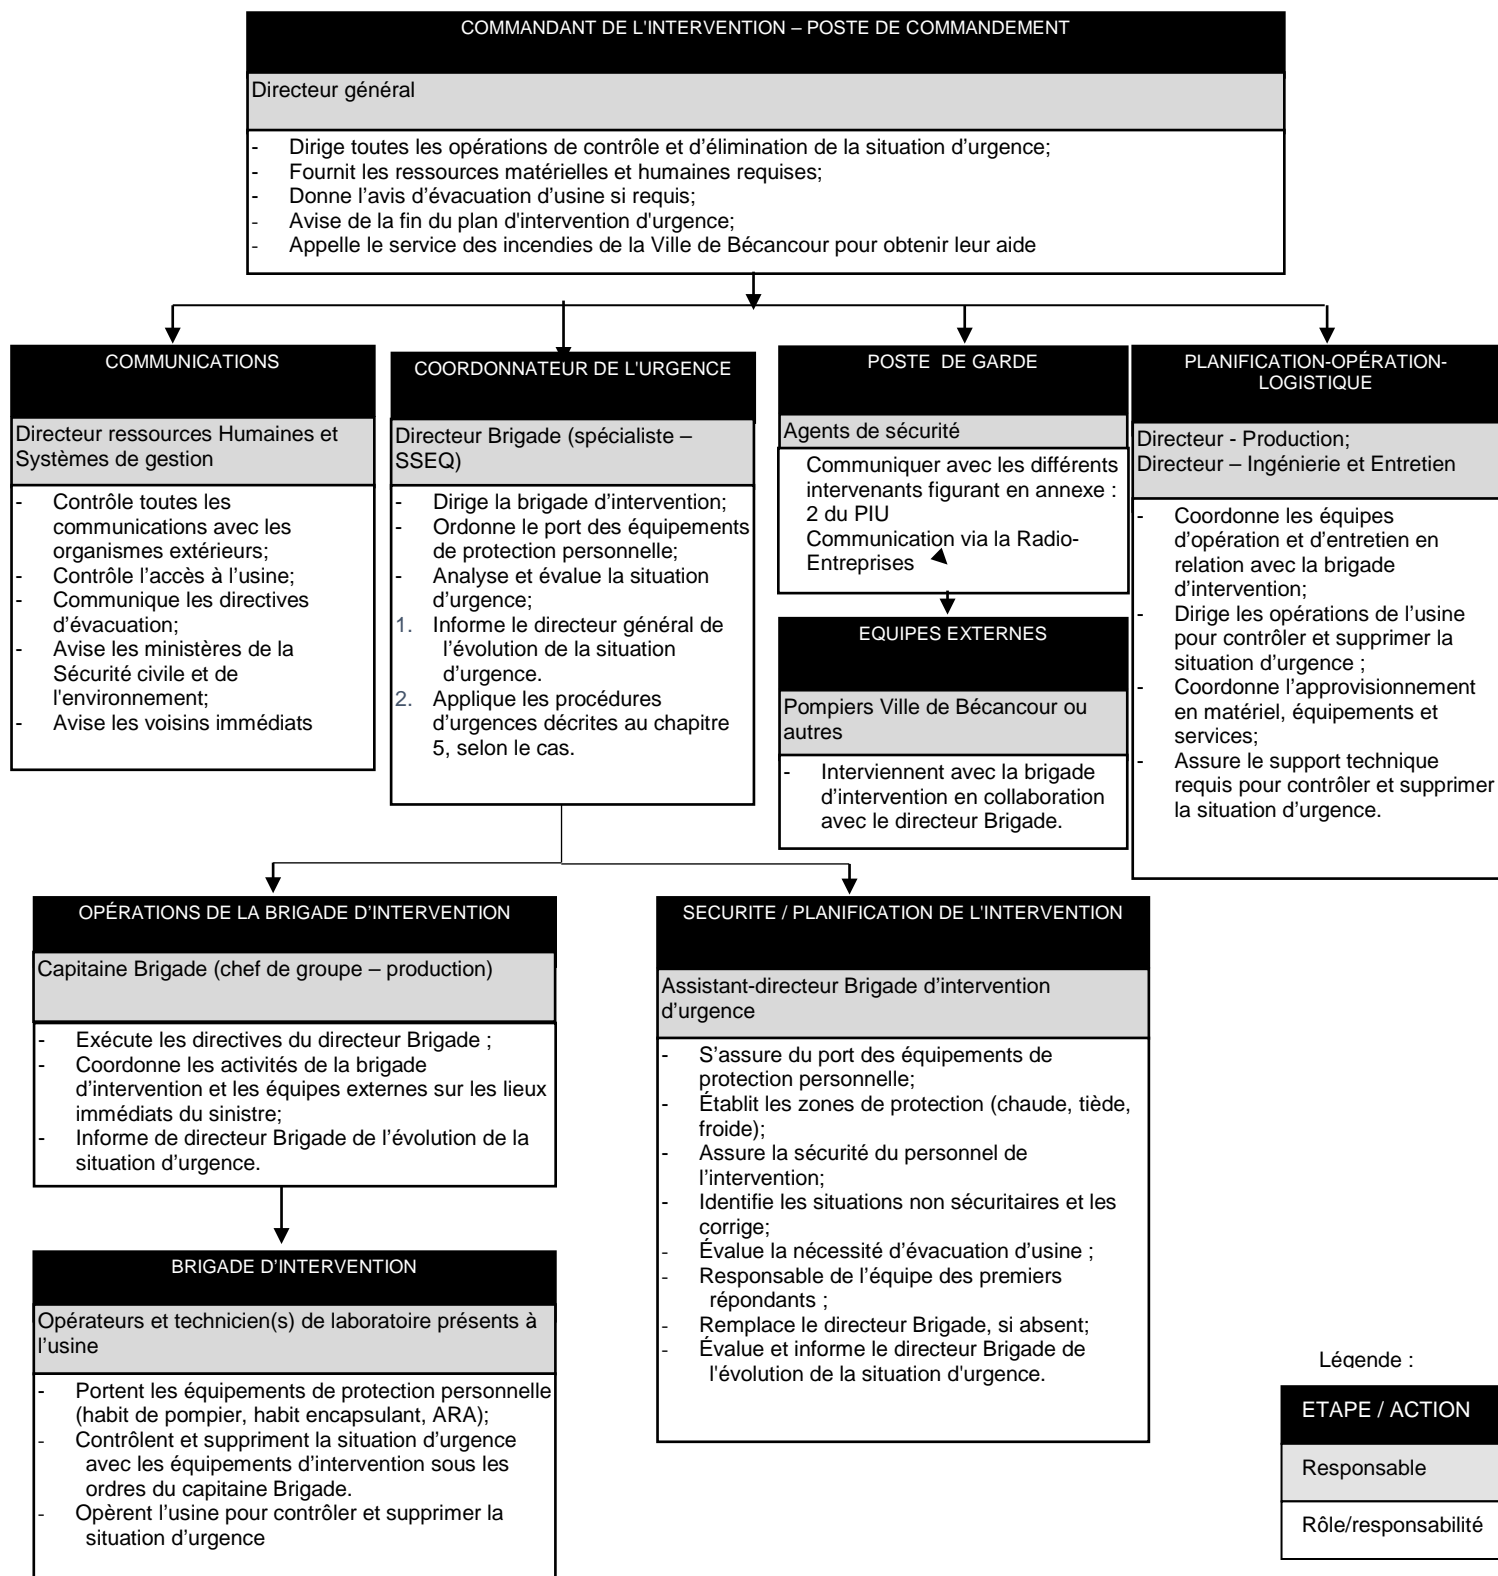 COMMANDANT DE L'INTERVENTION – POSTE DE COMMANDEMENT
Directeur général
- Dirige toutes les opérations de contrôle et d’élimination de la situation d’urgence;
- Fournit les ressources matérielles et humaines requises;
- Donne l’avis d’évacuation d’usine si requis;
- Avise de la fin du plan d'intervention d'urgence;
- Appelle le service des incendies de la Ville de Bécancour pour obtenir leur aide
COMMUNICATIONS
Directeur ressources Humaines et
Systèmes de gestion
- Contrôle toutes les
communications avec les
organismes extérieurs;
- Contrôle l’accès à l’usine;
- Communique les directives
d’évacuation;
- Avise les ministères de la
Sécurité civile et de
l'environnement;
- Avise les voisins immédiats
COORDONNATEUR DE L'URGENCE
Directeur Brigade (spécialiste –
SSEQ)
- Dirige la brigade d’intervention;
- Ordonne le port des équipements
de protection personnelle;
- Analyse et évalue la situation
d’urgence;
1. Informe le directeur général de
l’évolution de la situation
d’urgence.
2. Applique les procédures
d’urgences décrites au chapitre
5, selon le cas.
POSTE DE GARDE
Agents de sécurité
Communiquer avec les différents
intervenants figurant en annexe :
2 du PIU
Communication via la Radio-
Entreprises
EQUIPES EXTERNES
Pompiers Ville de Bécancour ou
autres
- Interviennent avec la brigade
d’intervention en collaboration
avec le directeur Brigade.
PLANIFICATION-OPÉRATION-
LOGISTIQUE
Directeur - Production;
Directeur – Ingénierie et Entretien
- Coordonne les équipes
d’opération et d’entretien en
relation avec la brigade
d’intervention;
- Dirige les opérations de l’usine
pour contrôler et supprimer la
situation d’urgence ;
- Coordonne l’approvisionnement
en matériel, équipements et
services;
- Assure le support technique
requis pour contrôler et supprimer
la situation d’urgence.
OPÉRATIONS DE LA BRIGADE D’INTERVENTION
Capitaine Brigade (chef de groupe – production)
- Exécute les directives du directeur Brigade ;
- Coordonne les activités de la brigade
d’intervention et les équipes externes sur les lieux
immédiats du sinistre;
- Informe de directeur Brigade de l’évolution de la
situation d’urgence.
BRIGADE D’INTERVENTION
Opérateurs et technicien(s) de laboratoire présents à
l’usine
- Portent les équipements de protection personnelle
(habit de pompier, habit encapsulant, ARA);
- Contrôlent et suppriment la situation d’urgence
avec les équipements d’intervention sous les
ordres du capitaine Brigade.
- Opèrent l’usine pour contrôler et supprimer la
situation d’urgence
SECURITE / PLANIFICATION DE L'INTERVENTION
Assistant-directeur Brigade d’intervention
d’urgence
- S’assure du port des équipements de
protection personnelle;
- Établit les zones de protection (chaude, tiède,
froide);
- Assure la sécurité du personnel de
l’intervention;
- Identifie les situations non sécuritaires et les
corrige;
- Évalue la nécessité d’évacuation d’usine ;
- Responsable de l’équipe des premiers
répondants ;
- Remplace le directeur Brigade, si absent;
- Évalue et informe le directeur Brigade de
l'évolution de la situation d'urgence.
Légende :
ETAPE / ACTION
Responsable
Rôle/responsabilité